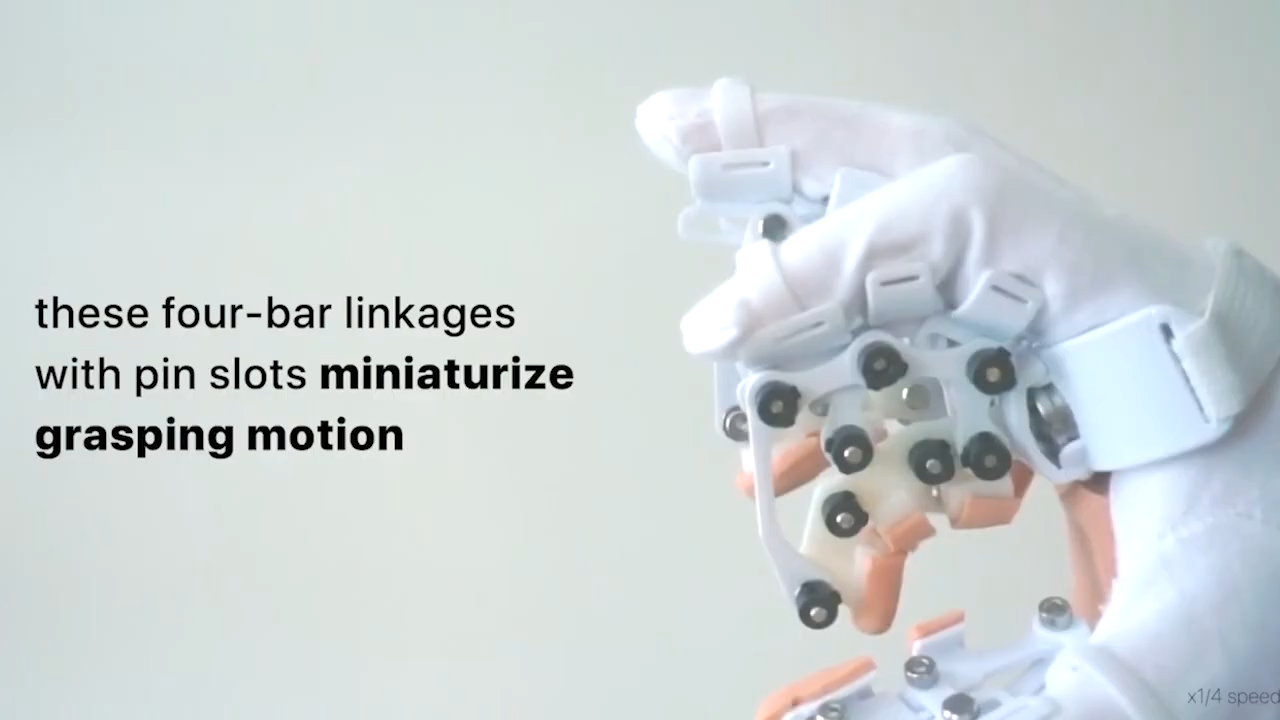 these four-bar linkages
with pin slots miniaturize
grasping motion
x1/4 speed